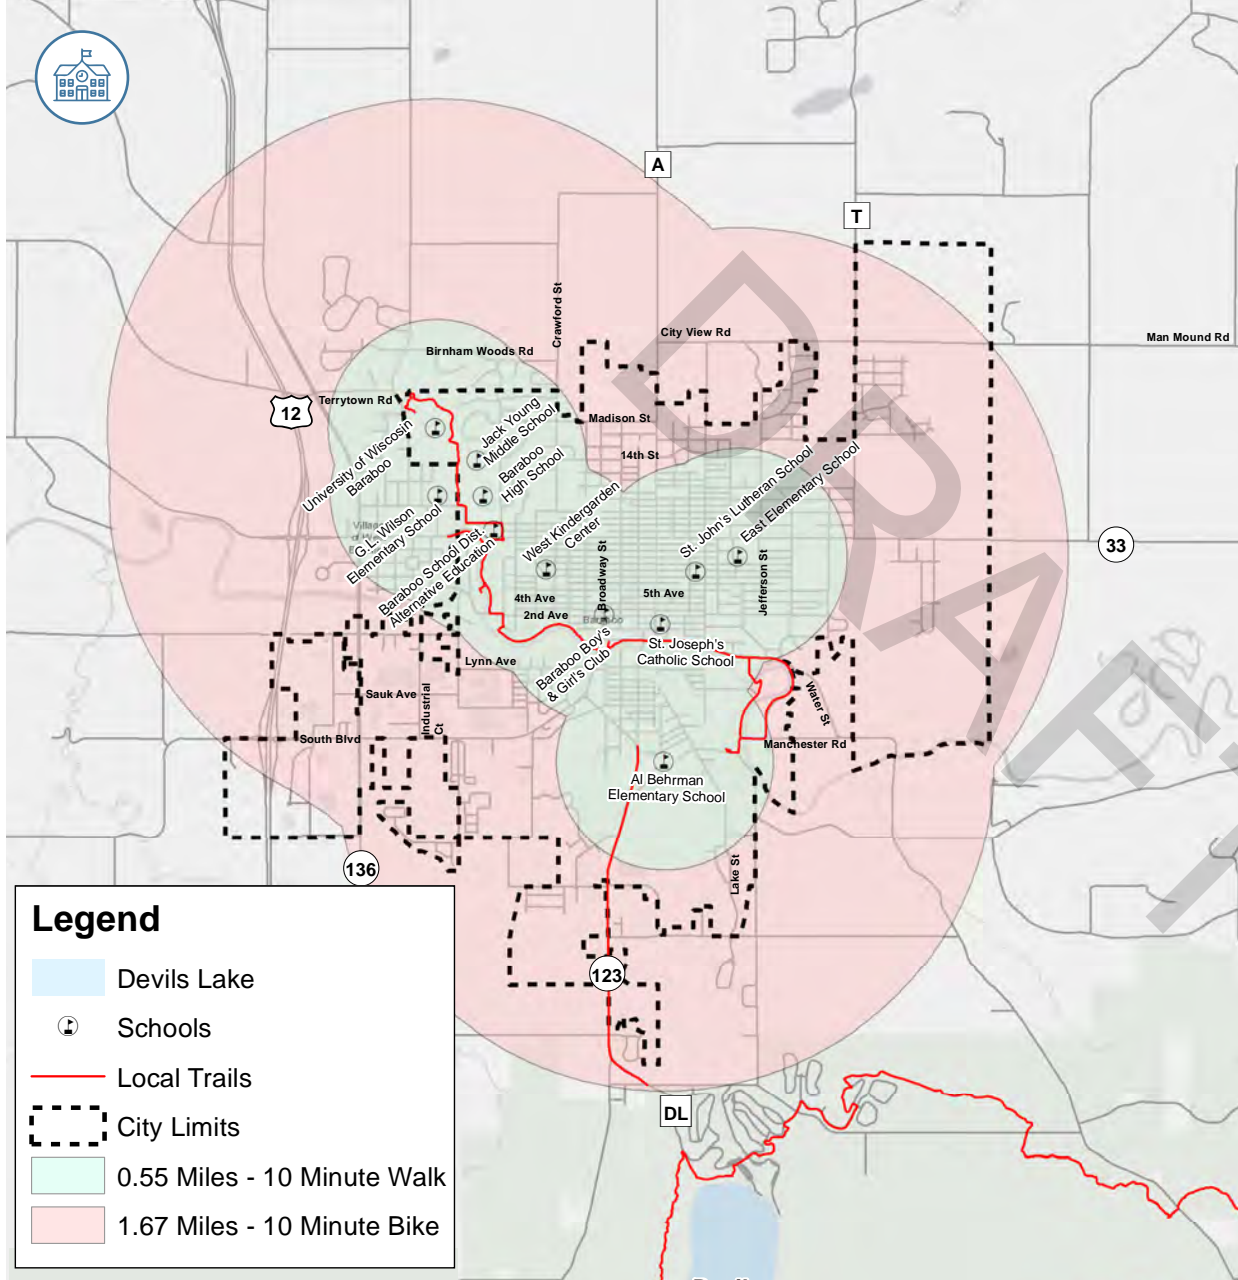 A
T
Crawford St
City View Rd
Man Mound Rd
Birnham Woods Rd
Terrytown Rd
12
Madison St
Jack Young
Middle School
14th St
University of Wiscosin
Baraboo
Baraboo
High School
St. John's Lutheran School
East Elementary School
G.L. Wilson
Elementary School
West Kindergarden
Center
33
Baraboo School Dist.
Alternative Education
Broadway St
Jefferson St
4th Ave
5th Ave
2nd Ave
Baraboo
St. Joseph's
Catholic School
Baraboo Boy's
& Girl's Club
Lynn Ave
Sauk Ave
Industrial
Ct
Water St
South Blvd
Manchester Rd
Al Behrman
Elementary School
136
Lake St
123
DL
DRAFT
Legend
Devils Lake
Schools
Local Trails
City Limits
0.55 Miles - 10 Minute Walk
1.67 Miles - 10 Minute Bike